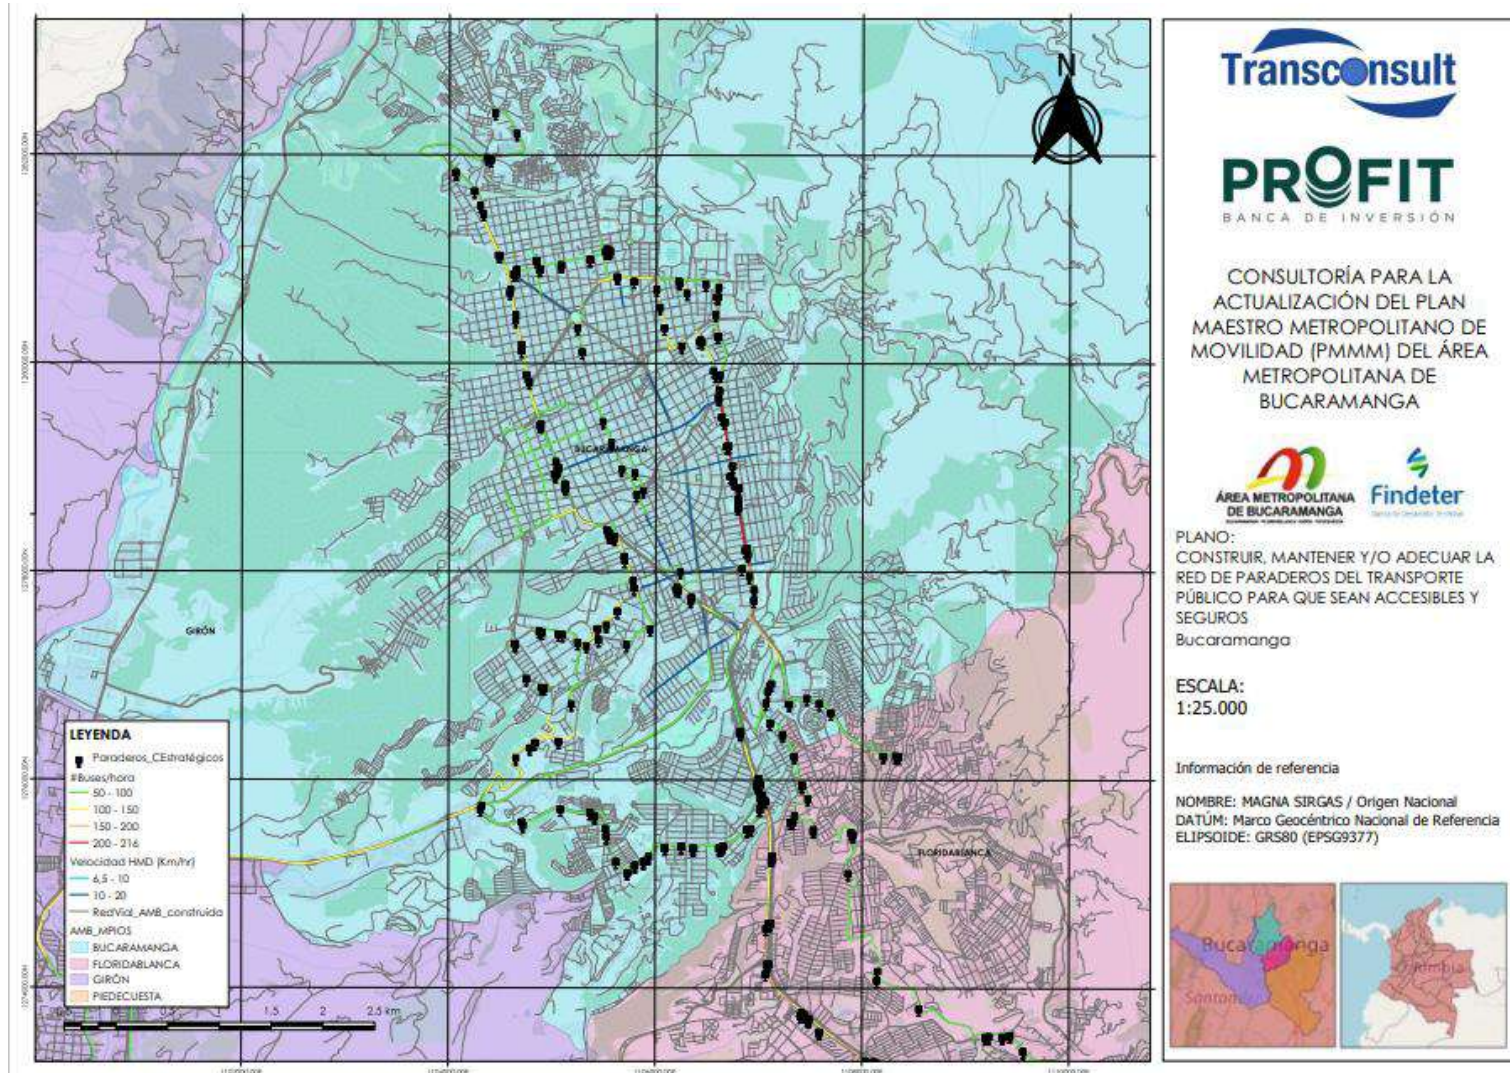 N
BUCARAMANGA
GIRÓN
FLORIDABLANCA
LEYENDA
Paraderos_CEstratégicos
#Buses/hora
50 - 100
100 - 150
150 - 200
200 - 216
Velocidad HMD (Km/hr)
6,5 - 10
10 - 20
RedVial_AMB_construida
AMB_MPIOS
BUCARAMANGA
FLORIDABLANCA
GIRÓN
PIEDECUESTA
1,5 2 2,5 km
Transconsult
PROFIT
BANCA DE INVERSIÓN
CONSULTORÍA PARA LA
ACTUALIZACIÓN DEL PLAN
MAESTRO METROPOLITANO DE
MOVILIDAD (PMMM) DEL ÁREA
METROPOLITANA DE
BUCARAMANGA
ÁREA METROPOLITANA
DE BUCARAMANGA
Findeter
PLANO:
CONSTRUIR, MANTENER Y/O ADECUAR LA
RED DE PARADEROS DEL TRANSPORTE
PÚBLICO PARA QUE SEAN ACCESIBLES Y
SEGUROS
Bucaramanga
ESCALA:
1:25.000
Información de referencia
NOMBRE: MAGNA SIRGAS / Origen Nacional
DATÚM: Marco Geocéntrico Nacional de Referencia
ELIPSOIDE: GRS80 (EPSG9377)
Bucaramanga
Colombia